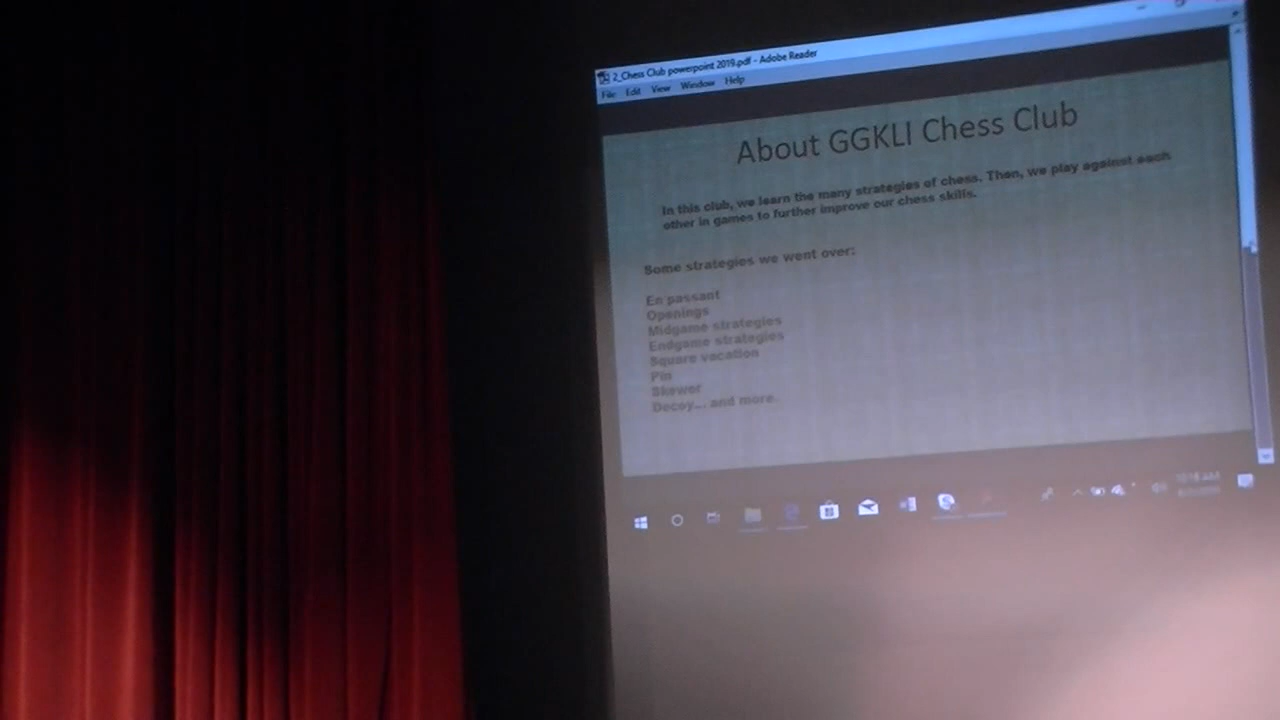 2_Chess Club powerpoint 2019.pdf - Adobe Reader
File Edit View Window Help
About GGKLI Chess Club
In this club, we learn the many strategies of chess. Then, we play against each
other in games to further improve our chess skills.
Some strategies we went over:
En passant
Openings
Midgame strategies
Endgame strategies
Square vacation
Pin
Skewer
Decoy... and more.